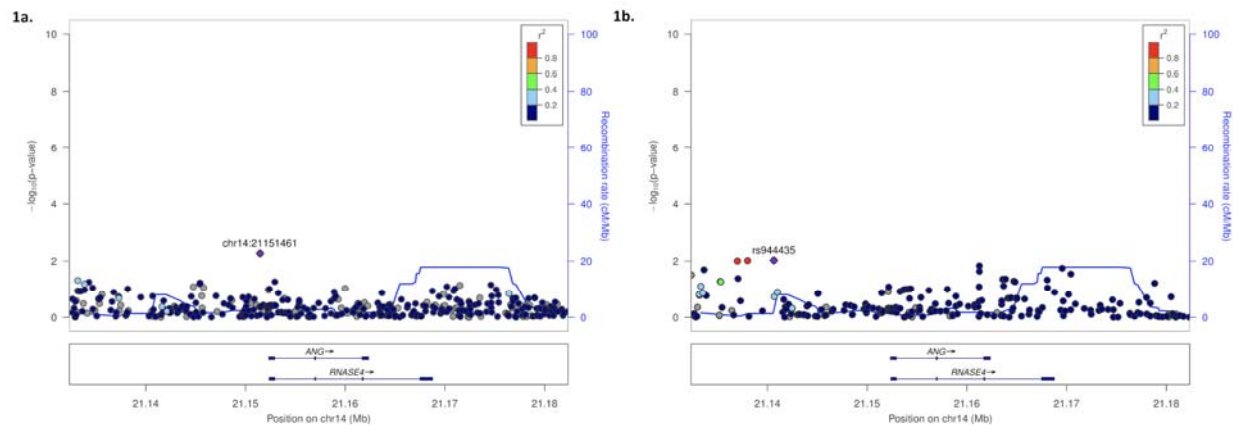 1a.
10
8
6
4
2
0
− log10(p−value)
100
80
60
40
20
0
Recombination rate (cM/Mb)
r2
0.8
0.6
0.4
0.2
chr14:21151461
ANG→
RNASE4→
21.14
21.15
21.16
21.17
21.18
Position on chr14 (Mb)
1b.
10
8
6
4
2
0
− log10(p−value)
100
80
60
40
20
0
Recombination rate (cM/Mb)
r2
0.8
0.6
0.4
0.2
rs944435
ANG→
RNASE4→
21.14
21.15
21.16
21.17
21.18
Position on chr14 (Mb)